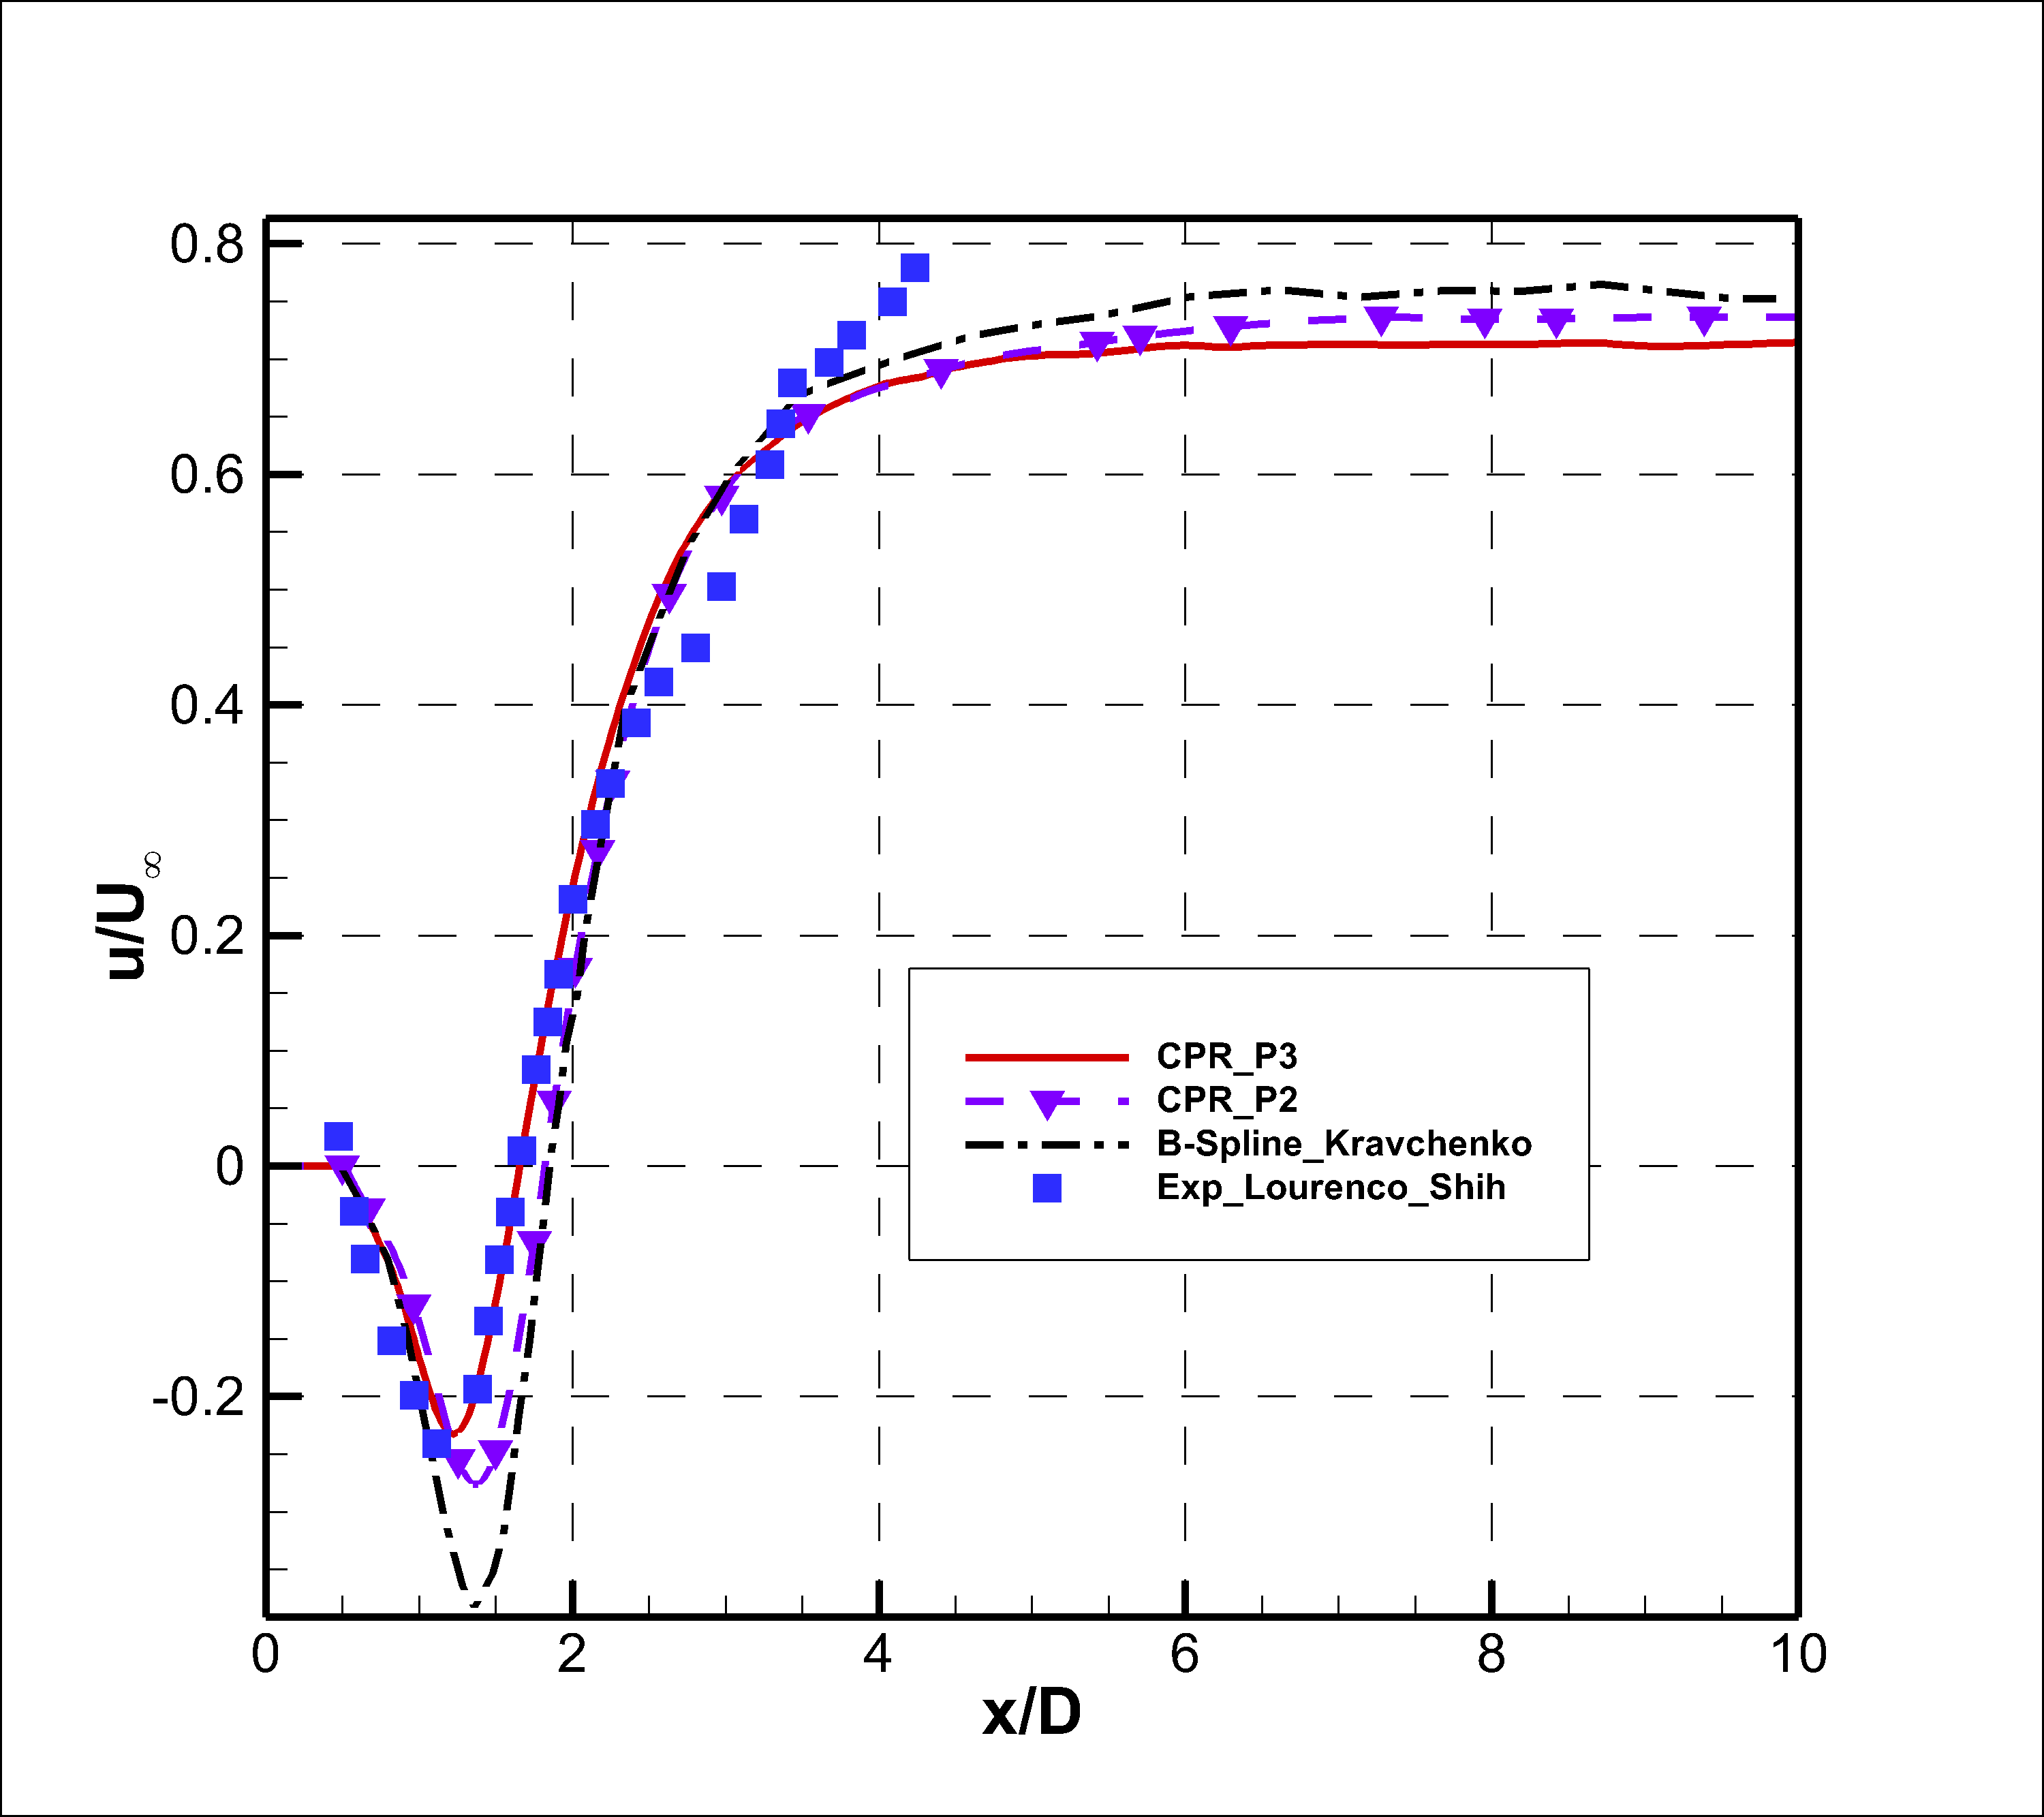 0.8
0.6
0.4
0.2
0
-0.2
u/U∞
CPR_P3
CPR_P2
B-Spline_Kravchenko
Exp_Lourenco_Shih
0 2 4 6 8 10
x/D